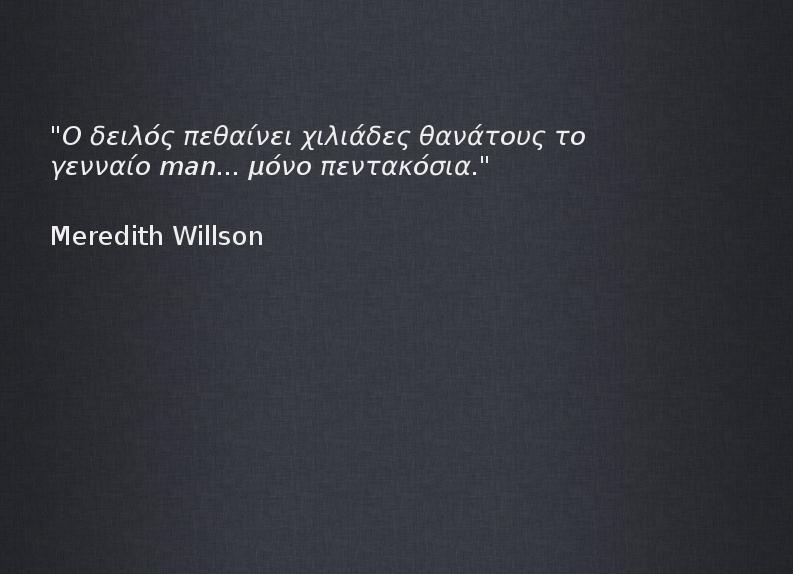 "Ο δειλός πεθαίνει χιλιάδες θανάτους το
γενναίο man... μόνο πεντακόσια."
Meredith Willson